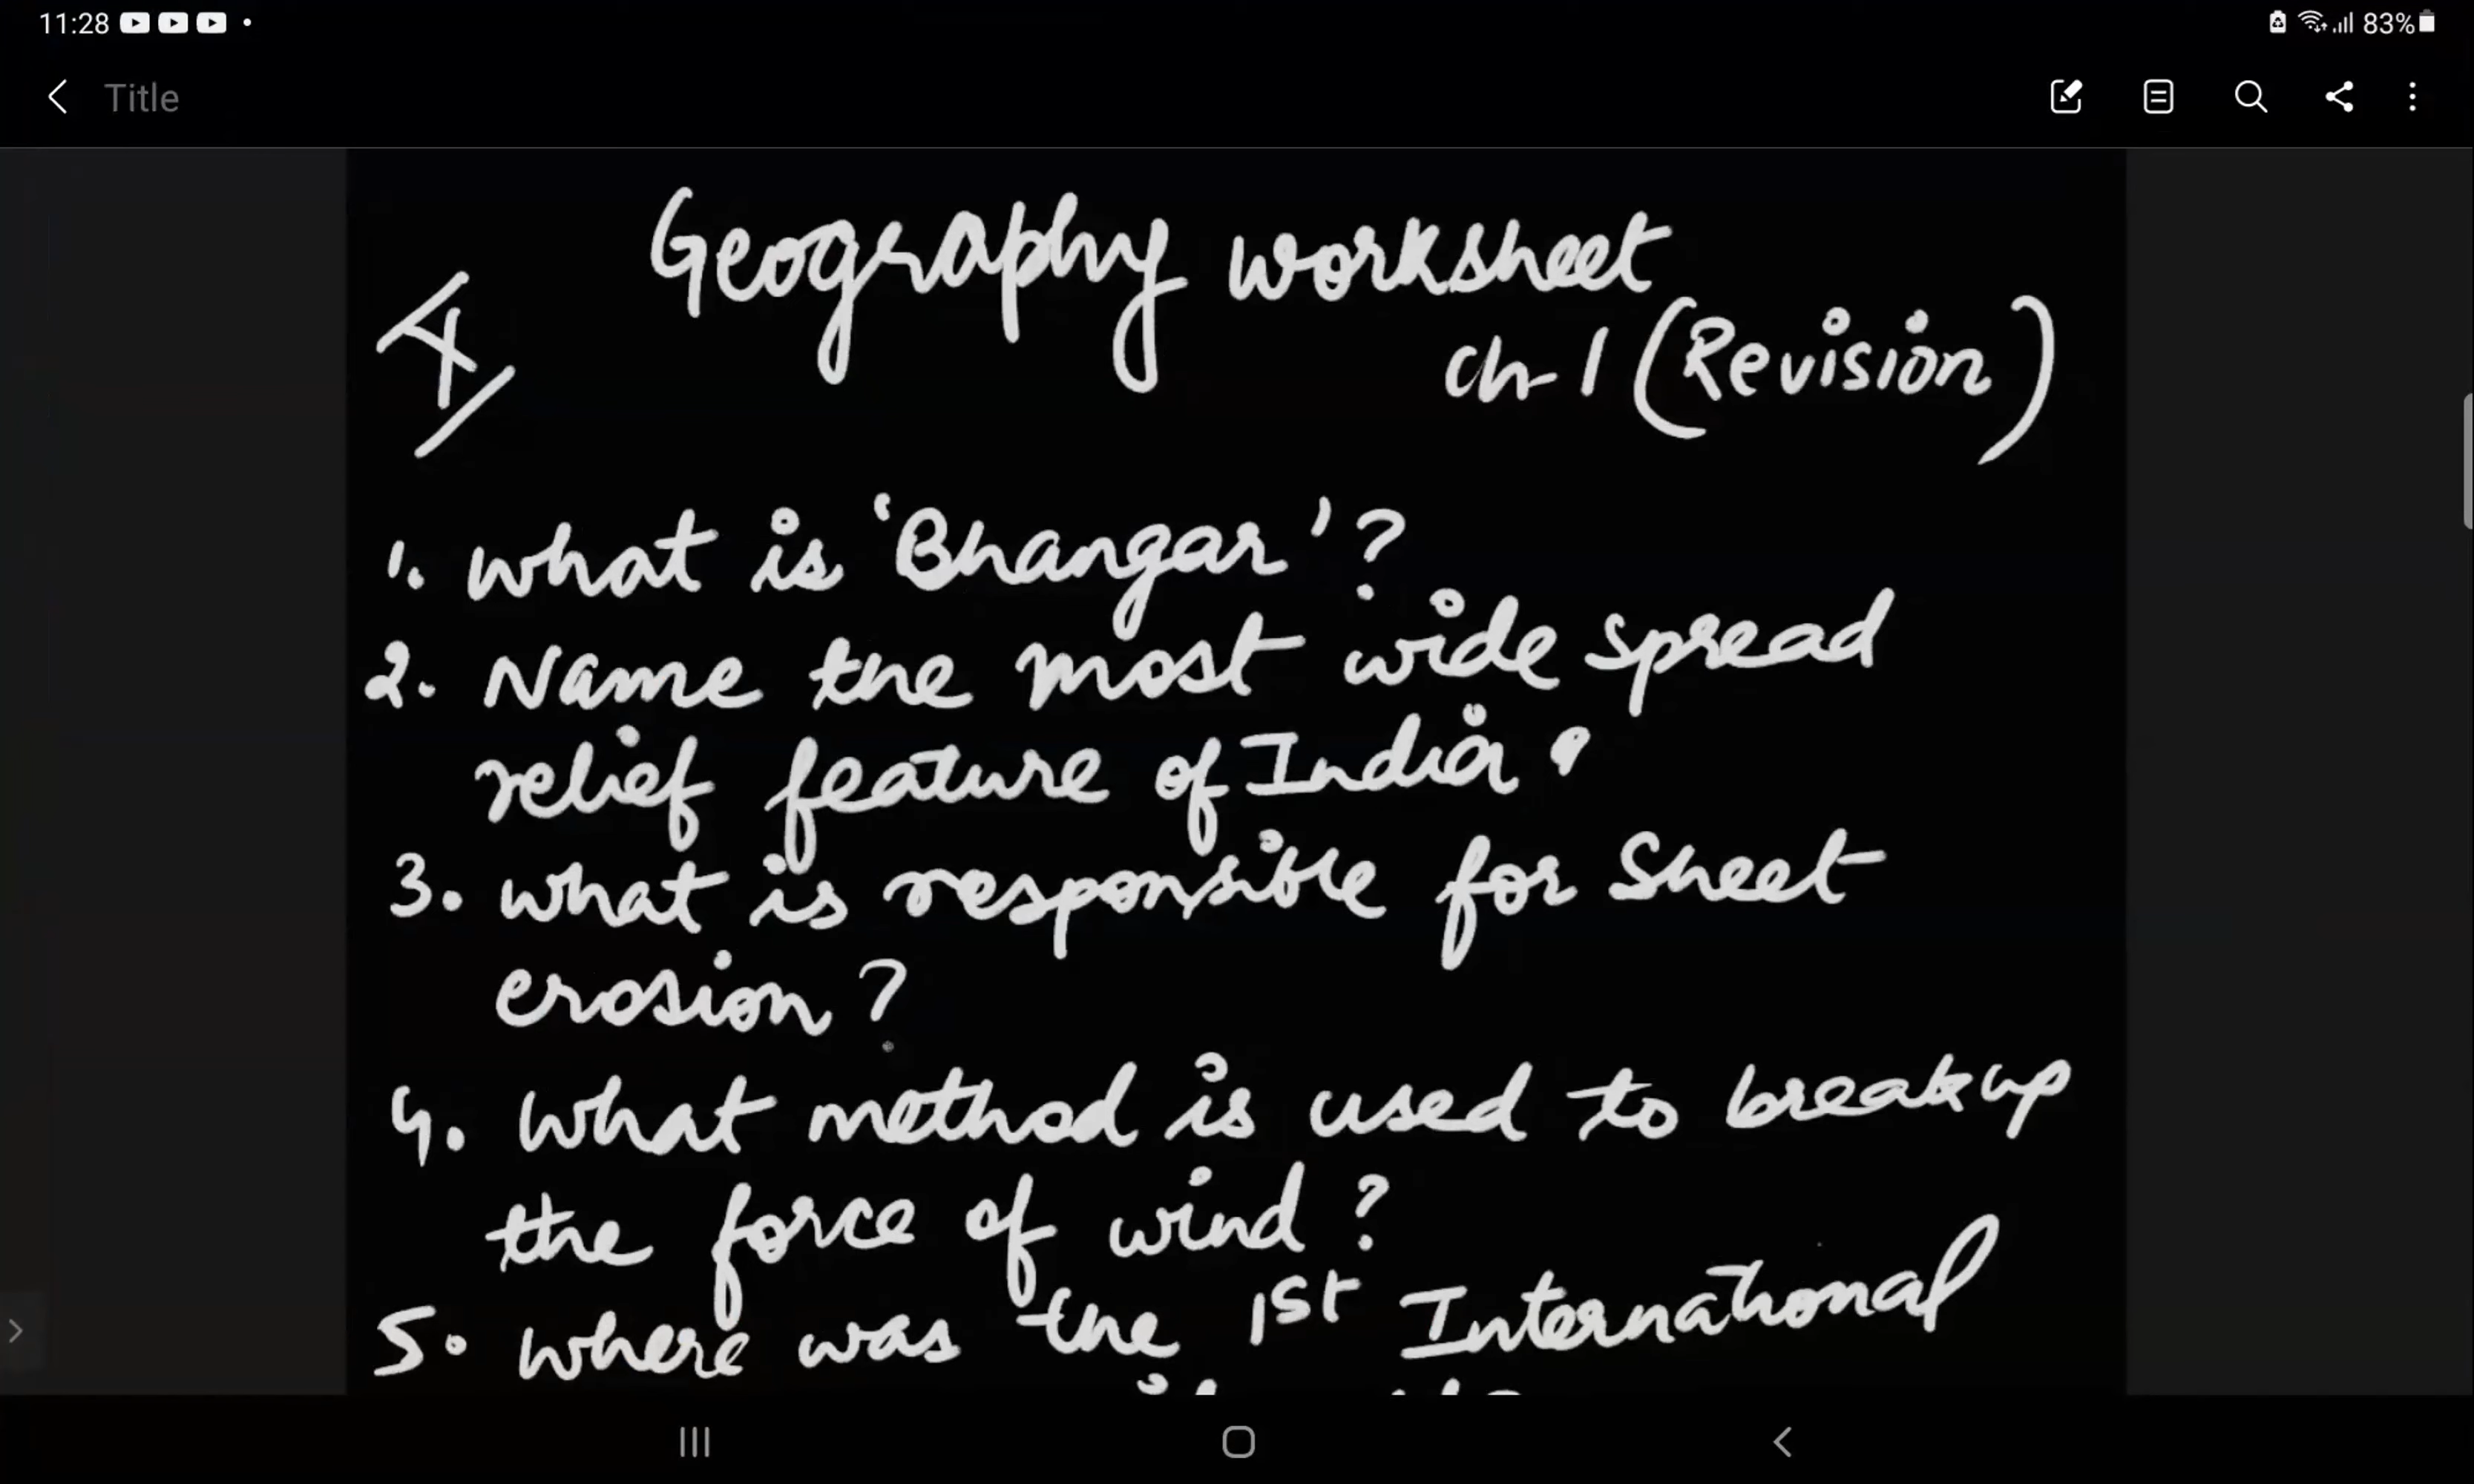 11:28
83%
Title
Geography worksheet
X
ch 1 (Revision)
1. What is 'Bhangar'?
2. Name the most wide spread
relief feature of India.
3. What is responsible for Sheet
erosion?
4. What method is used to breakup
the force of wind?
5. Where was the 1st International